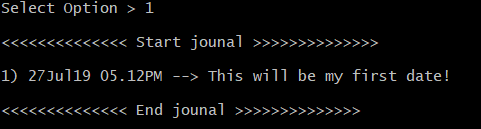 Select Option > 1
<<<<<<<<<<<<<< Start jounal >>>>>>>>>>>>>>
1) 27Jul19 05.12PM --> This will be my first date!
<<<<<<<<<<<<<< End jounal >>>>>>>>>>>>>>